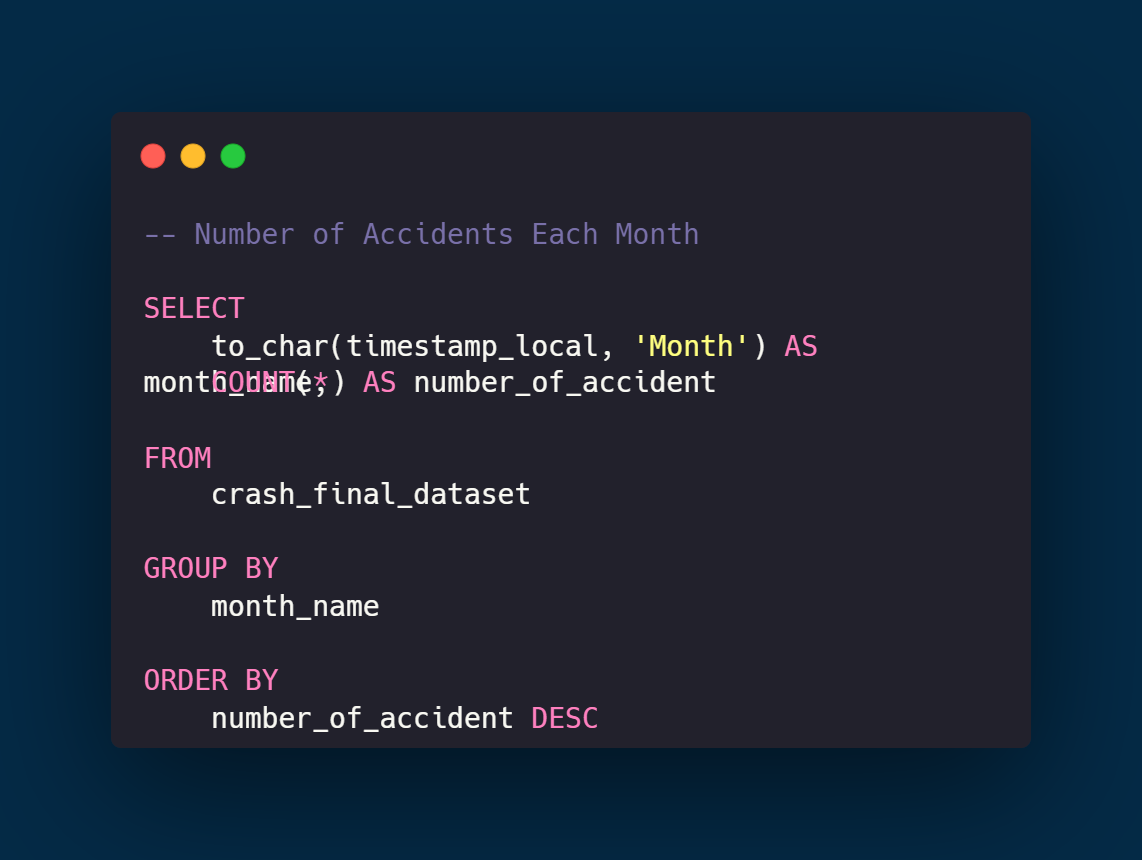 -- Number of Accidents Each Month
SELECT
to_char(timestamp_local, 'Month') AS
month_name,
COUNT(*) AS number_of_accident
FROM
crash_final_dataset
GROUP BY
month_name
ORDER BY
number_of_accident DESC